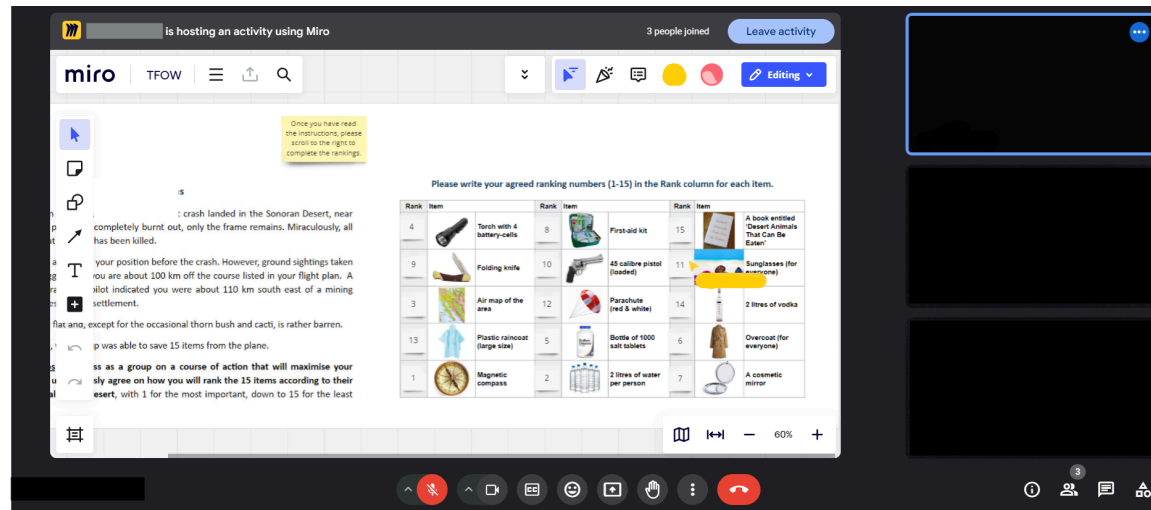 is hosting an activity using Miro
3 people joined
Leave activity
miro
TFOW
Editing
Once you have read
the instructions, please
scroll to the right to
complete the rankings.
crash landed in the Sonoran Desert, near
completely burnt out, only the frame remains. Miraculously, all
has been killed.
your position before the crash. However, ground sightings taken
you are about 100 km off the course listed in your flight plan. A
pilot indicated you were about 110 km south east of a mining
settlement.
flat and, except for the occasional thorn bush and cacti, is rather barren.
was able to save 15 items from the plane.
as a group on a course of action that will maximise your
agree on how you will rank the 15 items according to their
with 1 for the most important, down to 15 for the least
Please write your agreed ranking numbers (1-15) in the Rank column for each item.
Rank Item Rank Item Rank Item
4 Torch with 4
battery-cells
8 First-aid kit
15 A book entitled
'Desert Animals
That Can Be
Eaten'
9 Folding knife
10 45 calibre pistol
(loaded)
11 Sunglasses (for
everyone)
3 Air map of the
area
12 Parachute
(red & white)
14 2 litres of vodka
13 Plastic raincoat
(large size)
5 Bottle of 1000
salt tablets
6 Overcoat (for
everyone)
1 Magnetic
compass
2 2 litres of water
per person
7 A cosmetic
mirror
60%
CC
3